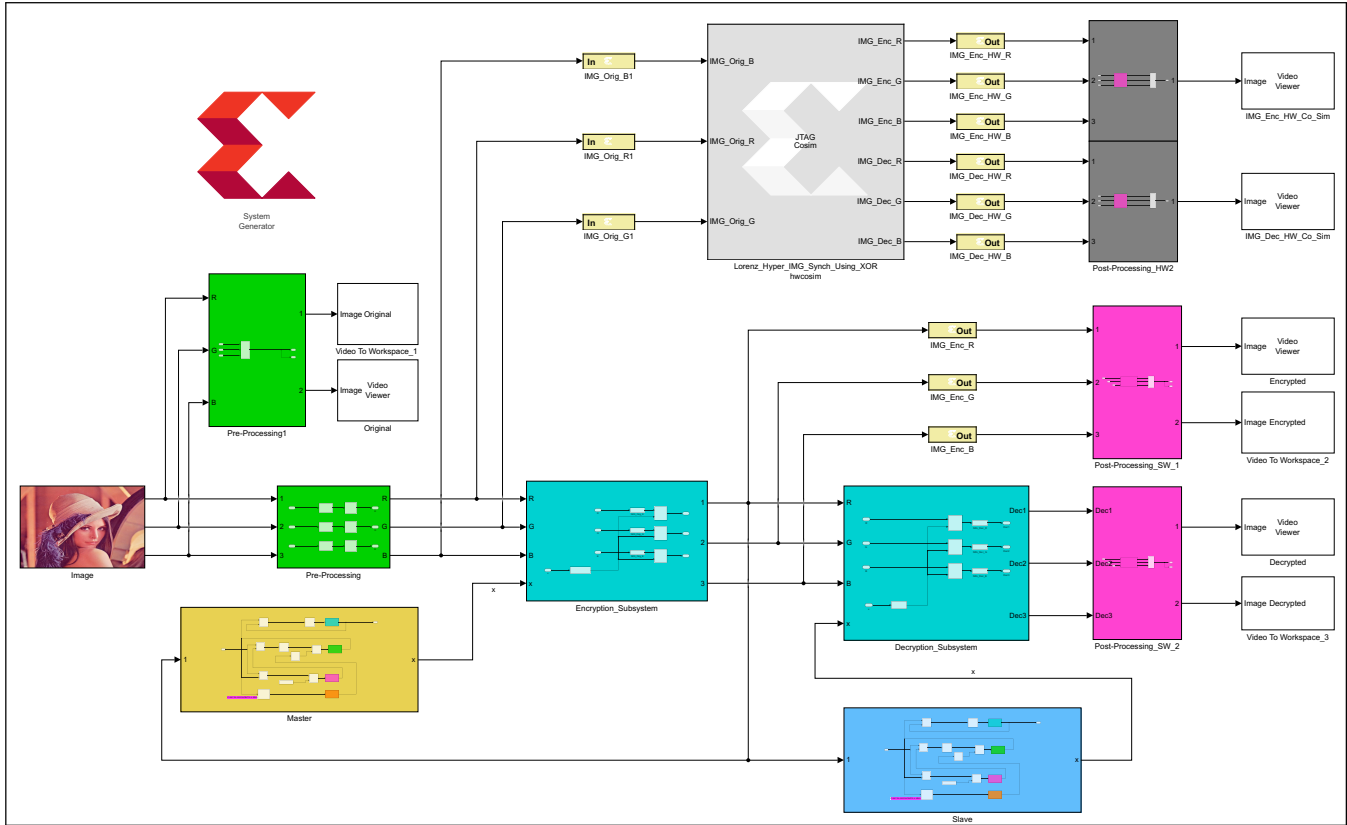 System
Generator
In
IMG_Orig_B1
In
IMG_Orig_R1
In
IMG_Orig_G1
IMG_Orig_B
IMG_Orig_R
IMG_Orig_G
JTAG
Cosim
IMG_Enc_R
IMG_Enc_G
IMG_Enc_B
IMG_Dec_R
IMG_Dec_G
IMG_Dec_B
Lorenz_Hyper_IMG_Synch_Using_XOR
hwcosim
Out
IMG_Enc_HW_R
Out
IMG_Enc_HW_G
Out
IMG_Enc_HW_B
Out
IMG_Dec_HW_R
Out
IMG_Dec_HW_G
Out
IMG_Dec_HW_B
1
2
3
1
1
2
3
1
Post-Processing_HW2
Image
Video
Viewer
IMG_Enc_HW_Co_Sim
Image
Video
Viewer
IMG_Dec_HW_Co_Sim
R
G
B
1
2
Pre-Processing1
Image Original
Video To Workspace_1
Image
Video
Viewer
Original
Out
IMG_Enc_R
Out
IMG_Enc_G
Out
IMG_Enc_B
1
2
3
1
2
Post-Processing_SW_1
Image
Video
Viewer
Encrypted
Image Encrypted
Video To Workspace_2
Image
1
2
3
R
G
B
Pre-Processing
R
G
B
x
1
2
3
Encryption_Subsystem
x
R
G
B
x
Dec1
Dec2
Dec3
Decryption_Subsystem
Dec1
Dec2
Dec3
1
2
Post-Processing_SW_2
Image
Video
Viewer
Decrypted
Image Decrypted
Video To Workspace_3
1
x
Master
x
1
x
Slave